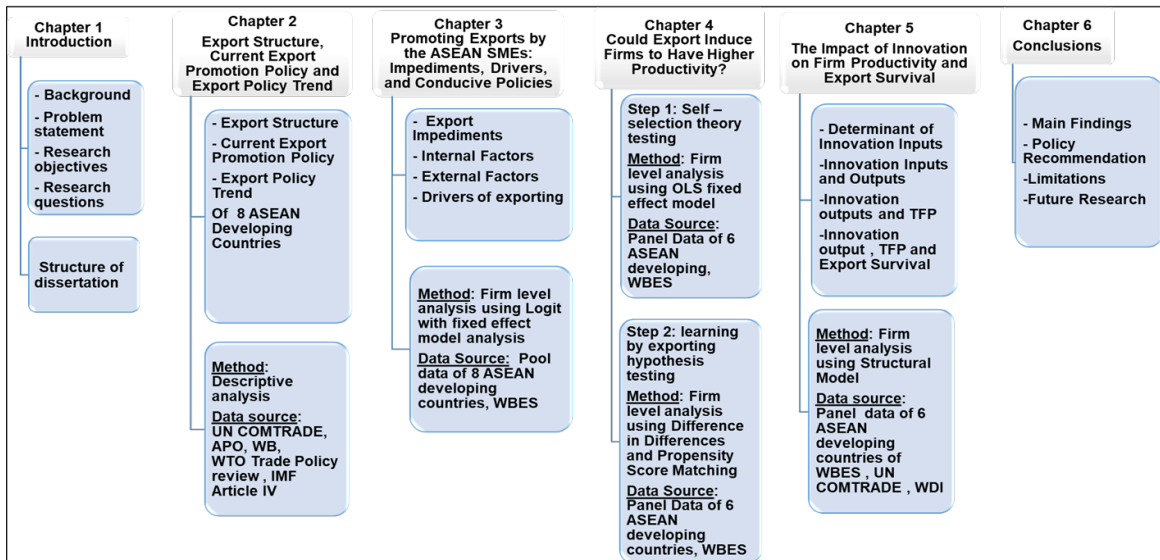 Chapter 1
Introduction
- Background
- Problem
statement
- Research
objectives
- Research
questions
Structure of
dissertation
Chapter 2
Export Structure,
Current Export
Promotion Policy and
Export Policy Trend
- Export Structure
- Current Export
Promotion Policy
- Export Policy
Trend
Of 8 ASEAN
Developing
Countries
Method:
Descriptive
analysis
Data source:
UN COMTRADE,
APO, WB,
WTO Trade Policy
review , IMF
Article IV
Chapter 3
Promoting Exports by
the ASEAN SMEs:
Impediments, Drivers,
and Conducive Policies
- Export
Impediments
- Internal Factors
- External Factors
- Drivers of exporting
Method: Firm level
analysis using Logit
with fixed effect
model analysis
Data Source: Pool
data of 8 ASEAN
developing
countries, WBES
Chapter 4
Could Export Induce
Firms to Have Higher
Productivity?
Step 1: Self –
selection theory
testing
Method: Firm
level analysis
using OLS fixed
effect model
Data Source:
Panel Data of 6
ASEAN
developing,
WBES
Step 2: learning
by exporting
hypothesis
testing
Method: Firm
level analysis
using Difference
in Differences
and Propensity
Score Matching
Data Source:
Panel Data of 6
ASEAN
developing
countries, WBES
Chapter 5
The Impact of Innovation
on Firm Productivity and
Export Survival
- Determinant of
Innovation Inputs
-Innovation Inputs
and Outputs
-Innovation
outputs and TFP
-Innovation
output , TFP and
Export Survival
Method: Firm
level analysis
using Structural
Model
Data source:
Panel data of 6
ASEAN
developing
countries of
WBES , UN
COMTRADE , WDI
Chapter 6
Conclusions
- Main Findings
- Policy
Recommendation
-Limitations
-Future Research